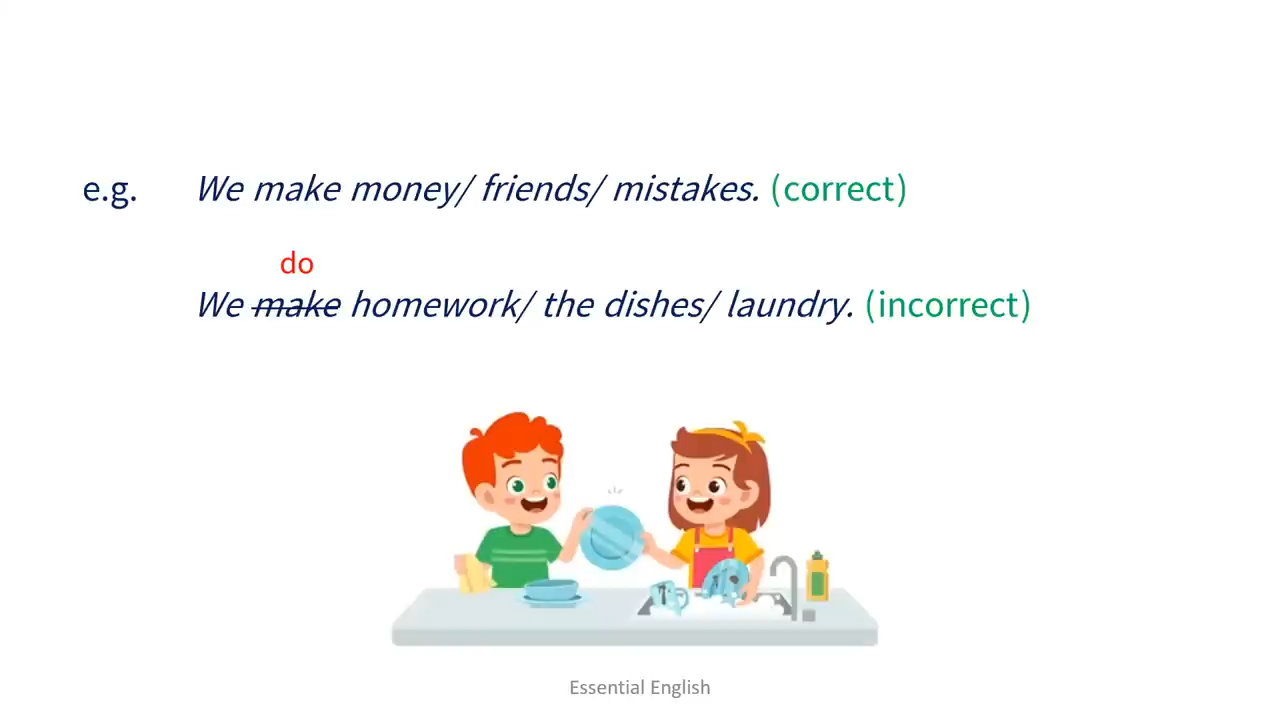 e.g. We make money/ friends/ mistakes. (correct)
do
We make homework/ the dishes/ laundry. (incorrect)
Essential English